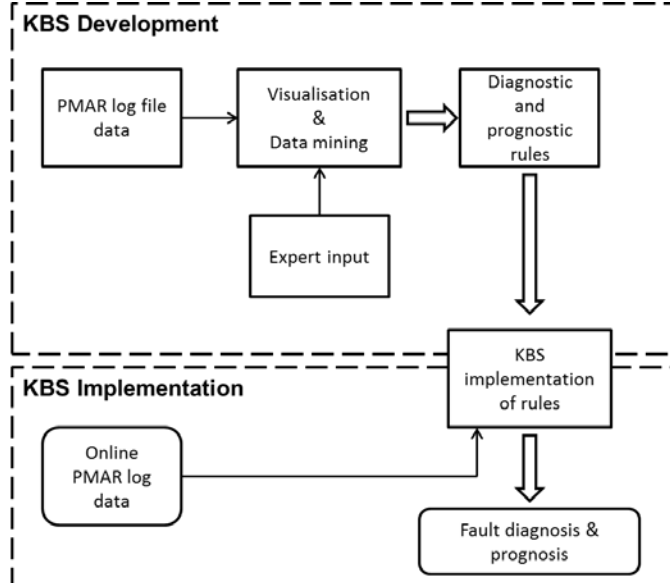 KBS Development
PMAR log file
data
Visualisation
&
Data mining
Diagnostic
and
prognostic
rules
Expert input
KBS
implementation
of rules
KBS Implementation
Online
PMAR log
data
Fault diagnosis &
prognosis